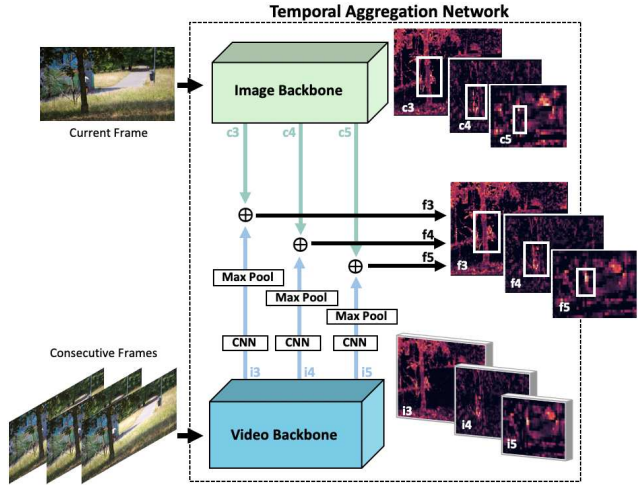 Temporal Aggregation Network
Current Frame
Image Backbone
c3
c4
c5
c3
c4
c5
f3
f4
f5
f3
f4
f5
Max Pool
Max Pool
Max Pool
CNN
CNN
CNN
i3
i4
i5
Consecutive Frames
Video Backbone
i3
i4
i5